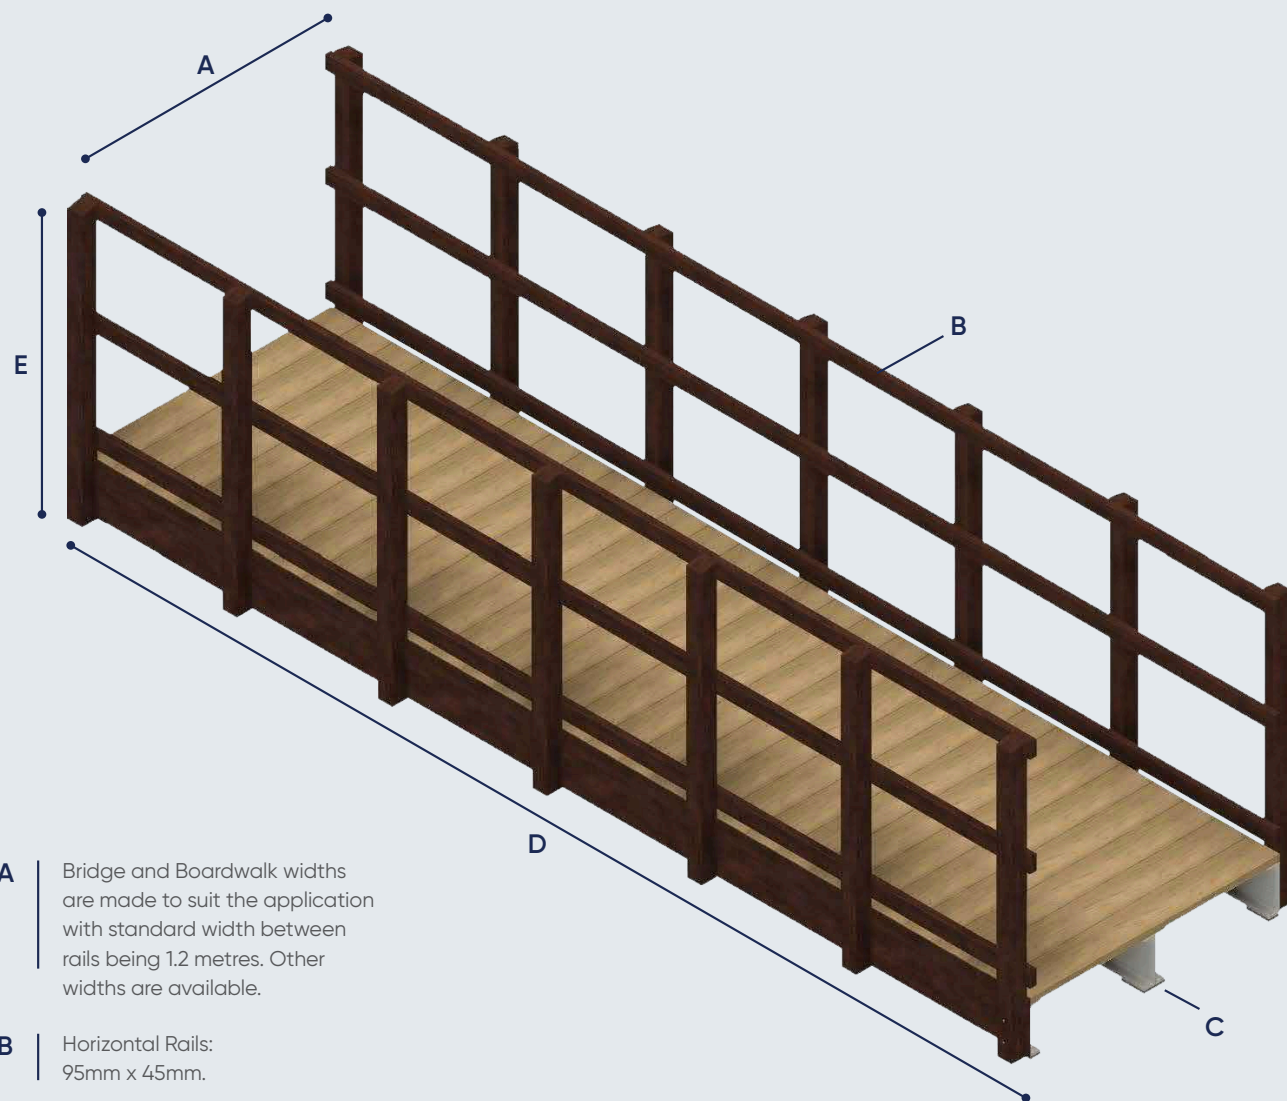 A
B
E
D
C
A
Bridge and Boardwalk widths
are made to suit the application
with standard width between
rails being 1.2 metres. Other
widths are available.
B
Horizontal Rails:
95mm x 45mm.